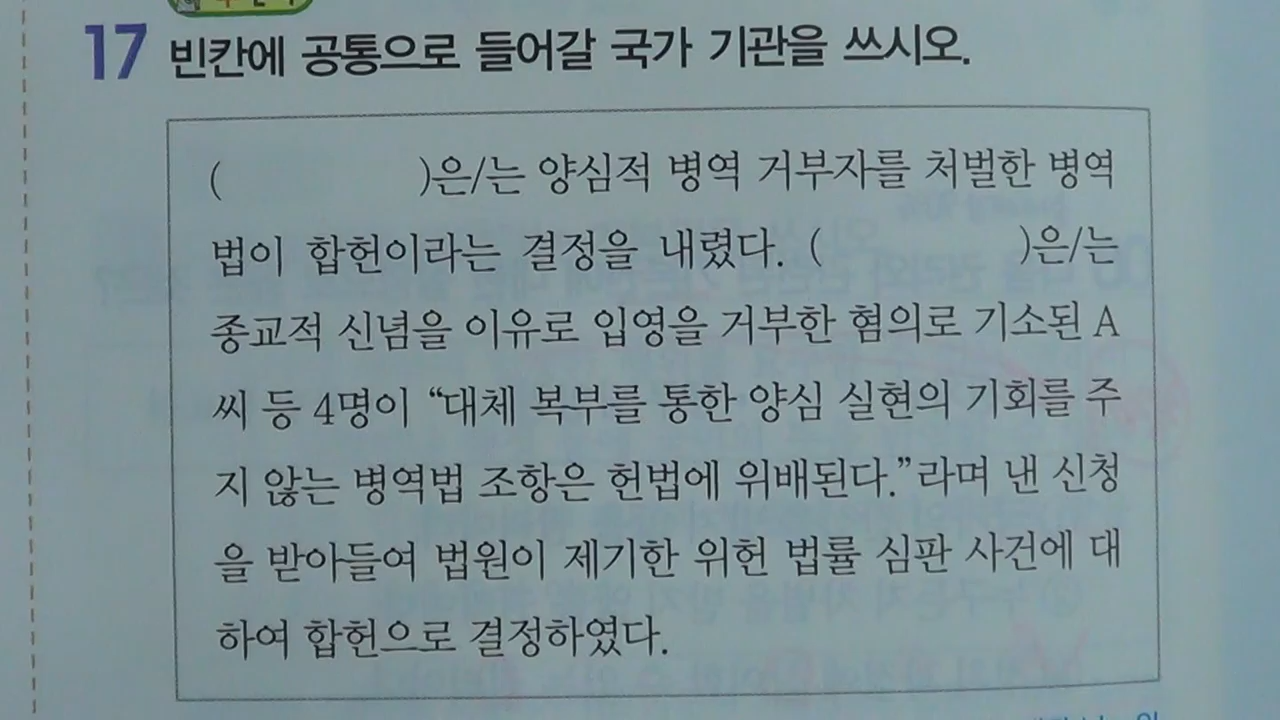 17 빈칸에 공통으로 들어갈 국가 기관을 쓰시오.
(          )은/는 양심적 병역 거부자를 처벌한 병역
법이 합헌이라는 결정을 내렸다. (          )은/는
종교적 신념을 이유로 입영을 거부한 혐의로 기소된 A
씨 등 4명이 “대체 복부를 통한 양심 실현의 기회를 주
지 않는 병역법 조항은 헌법에 위배된다.”라며 낸 신청
을 받아들여 법원이 제기한 위헌 법률 심판 사건에 대
하여 합헌으로 결정하였다.